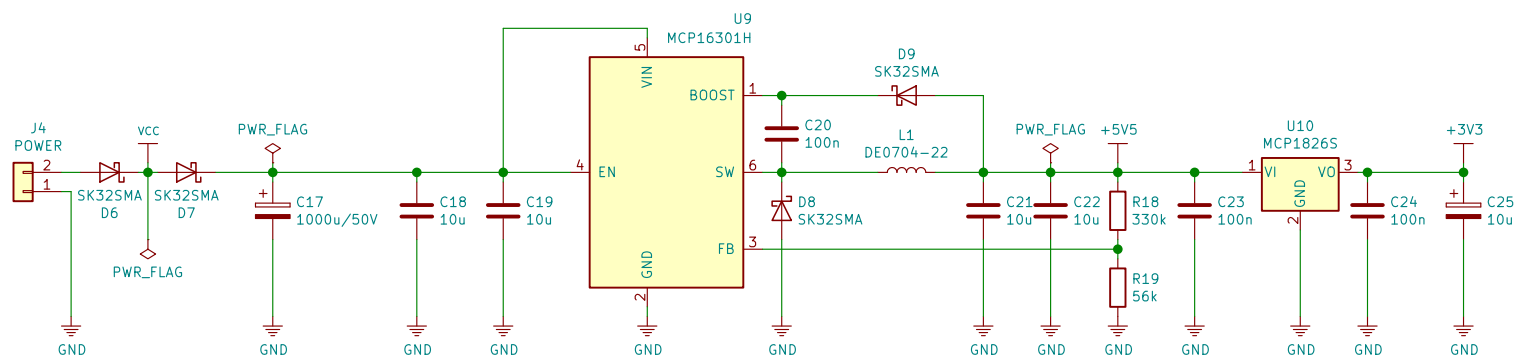 J4
POWER
2
1
SK32SMA
D6
VCC
PWR_FLAG
SK32SMA
D7
PWR_FLAG
+
C17
1000u/50V
C18
10u
C19
10u
U9
MCP16301H
5
VIN
4
EN
BOOST
1
SW
6
FB
3
GND
2
C20
100n
D8
SK32SMA
D9
SK32SMA
L1
DE0704-22
C21
10u
PWR_FLAG
C22
10u
+5V5
R18
330k
R19
56k
C23
100n
U10
MCP1826S
1
VI
VO
3
GND
2
C24
100n
+3V3
+
C25
10u
GND
GND
GND
GND
GND
GND
GND
GND
GND
GND
GND
GND
GND